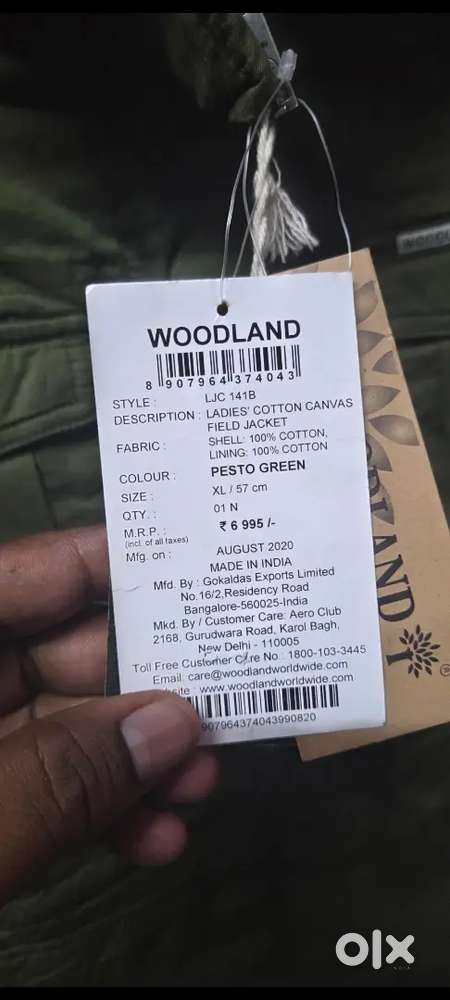 WOODLAND
8 907964 374043
STYLE : LJC 141B
DESCRIPTION : LADIES' COTTON CANVAS
FIELD JACKET
FABRIC : SHELL: 100% COTTON,
LINING: 100% COTTON
COLOUR : PESTO GREEN
SIZE : XL / 57 cm
QTY. : 01 N
M.R.P. : ₹ 6 995 /-
(incl. of all taxes)
Mfg. on : AUGUST 2020
MADE IN INDIA
Mfd. By : Gokaldas Exports Limited
No.16/2,Residency Road
Bangalore-560025-India
Mkd. By / Customer Care: Aero Club
2168, Gurudwara Road, Karol Bagh,
New Delhi - 110005
Toll Free Customer Care No : 1800-103-3445
Email: care@woodlandworldwide.com
www.woodlandworldwide.com
907964374043990820
olx
INDIA